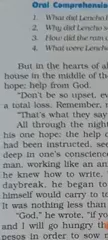 Oral Comprehensio
1. What did Lencho l
2. Why did Lencho s
3. How did the rain
4. What were Lencho
But in the hearts of al
house in the middle of th
hope: help from God.
"Don't be so upset, ev
a total loss. Remember,
"That's what they say
All through the night
his one hope: the help
had been instructed, see
deep in one's conscience
man, working like an an
he knew how to write.
daybreak, he began to
himself would carry to t
It was nothing less than
"God," he wrote, "if yo
and I will go hungry
pesos in order to sow